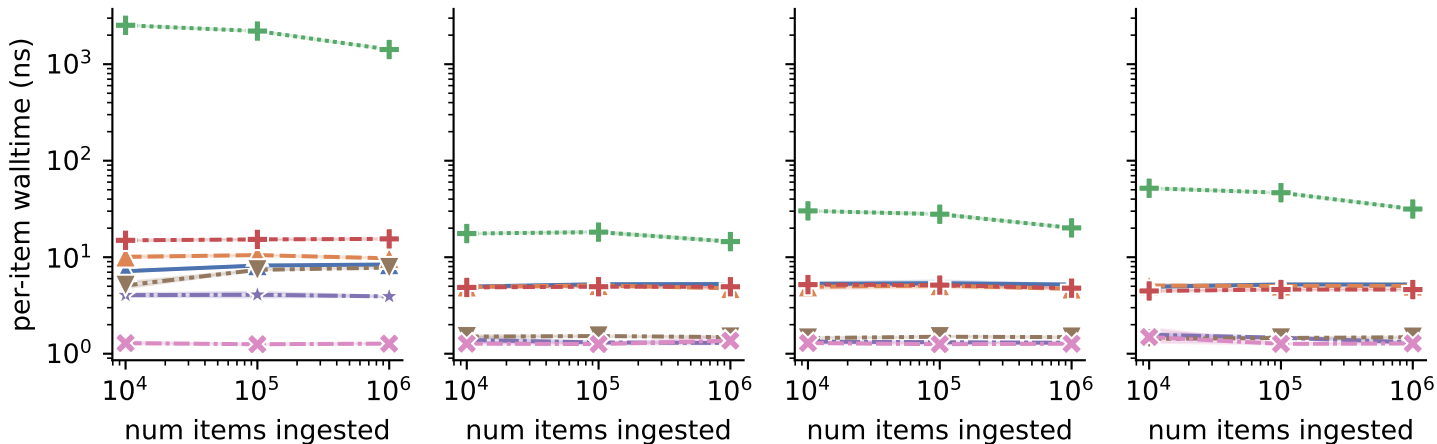 per-item walltime (ns)
10³
10²
10¹
10⁰
10⁴ 10⁵ 10⁶ 10⁴ 10⁵ 10⁶ 10⁴ 10⁵ 10⁶ 10⁴ 10⁵ 10⁶
num items ingested num items ingested num items ingested num items ingested